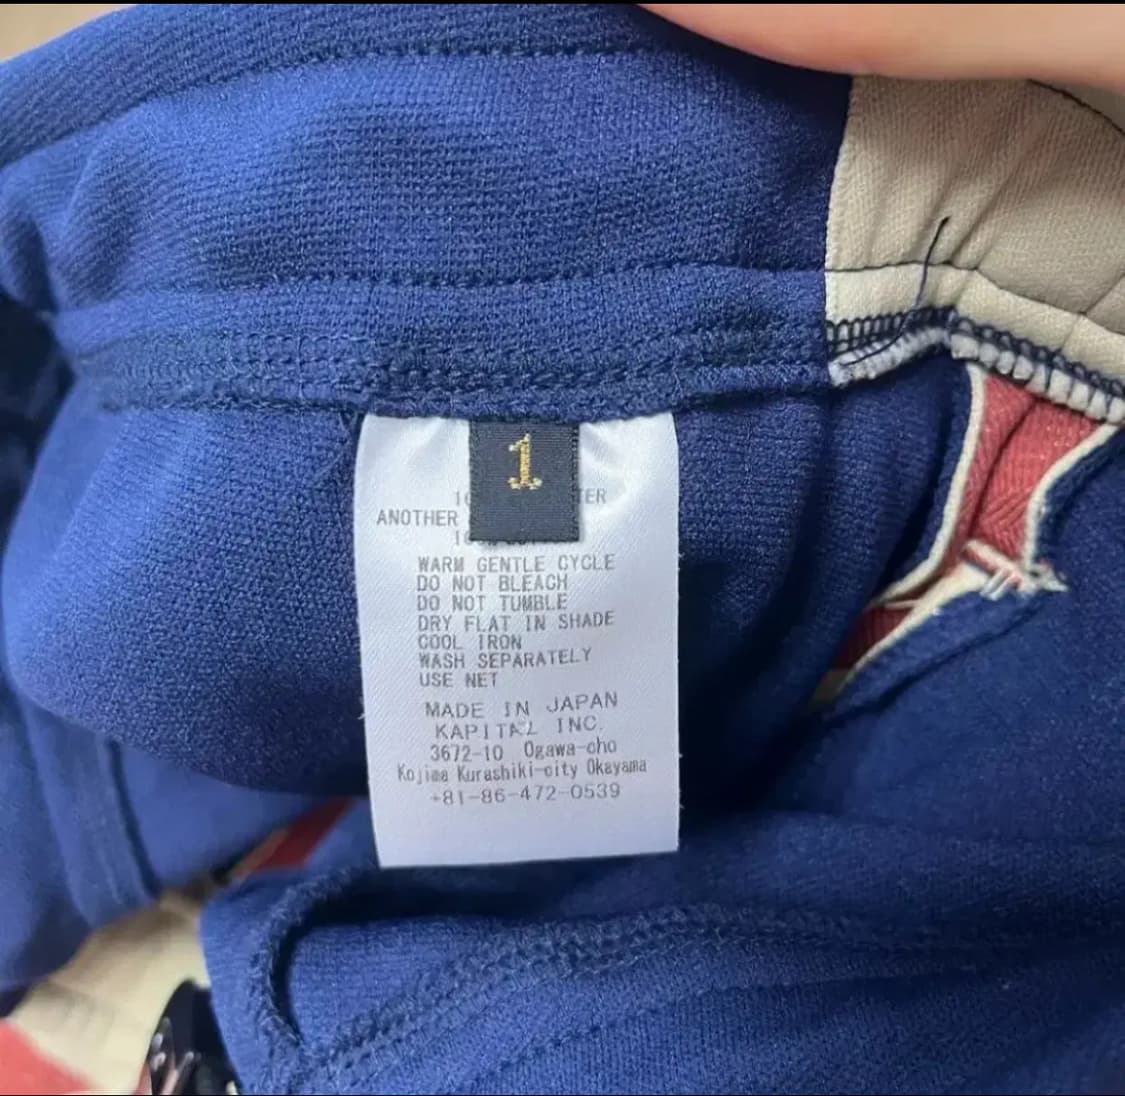 1
ANOTHER
WARM GENTLE CYCLE
DO NOT BLEACH
DO NOT TUMBLE
DRY FLAT IN SHADE
COOL IRON
WASH SEPARATELY
USE NET
MADE IN JAPAN
KAPITAL INC.
3672-10 Ogawa-cho
Kojima Kurashiki-city Okayama
+81-86-472-0539